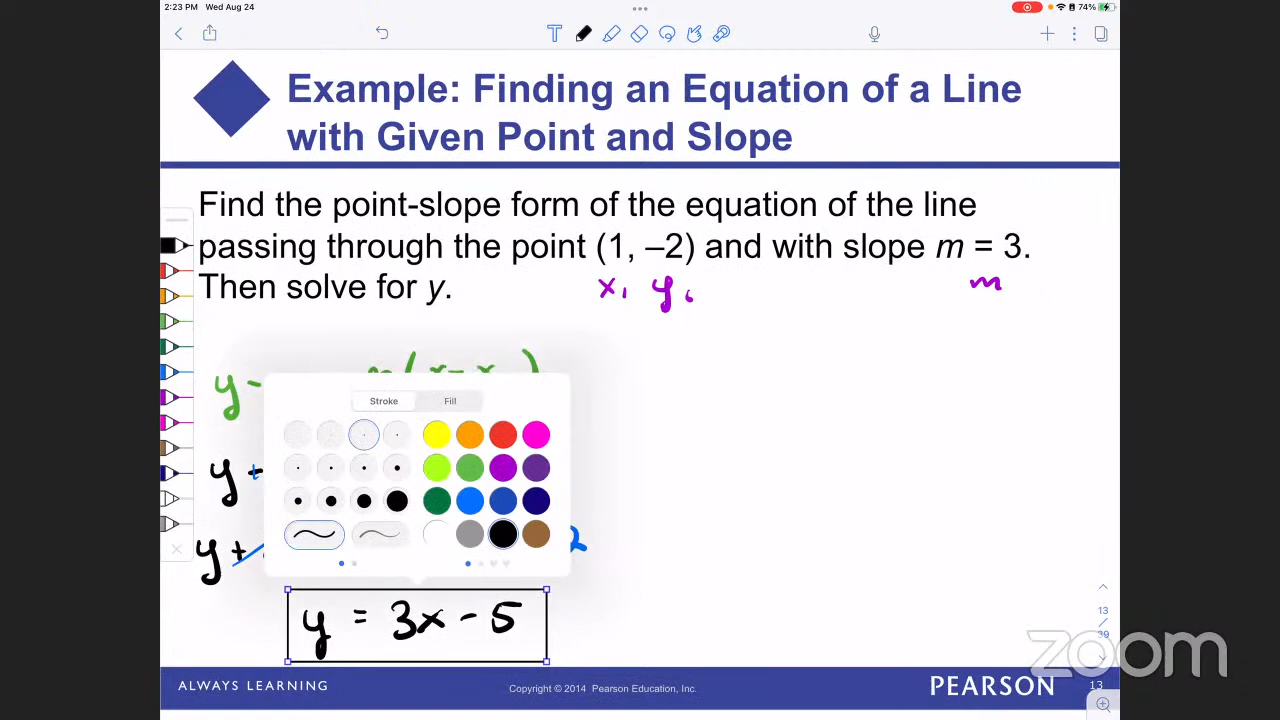 2:23 PM Wed Aug 24
74%
Example: Finding an Equation of a Line
with Given Point and Slope
Find the point-slope form of the equation of the line
passing through the point (1, –2) and with slope m = 3.
Then solve for y.
x₁ y₁ m
y - m(x - x )
Stroke Fill
y +
y + 2
y = 3x - 5
13
/
39
zoom
ALWAYS LEARNING
Copyright © 2014 Pearson Education, Inc.
PEARSON
13